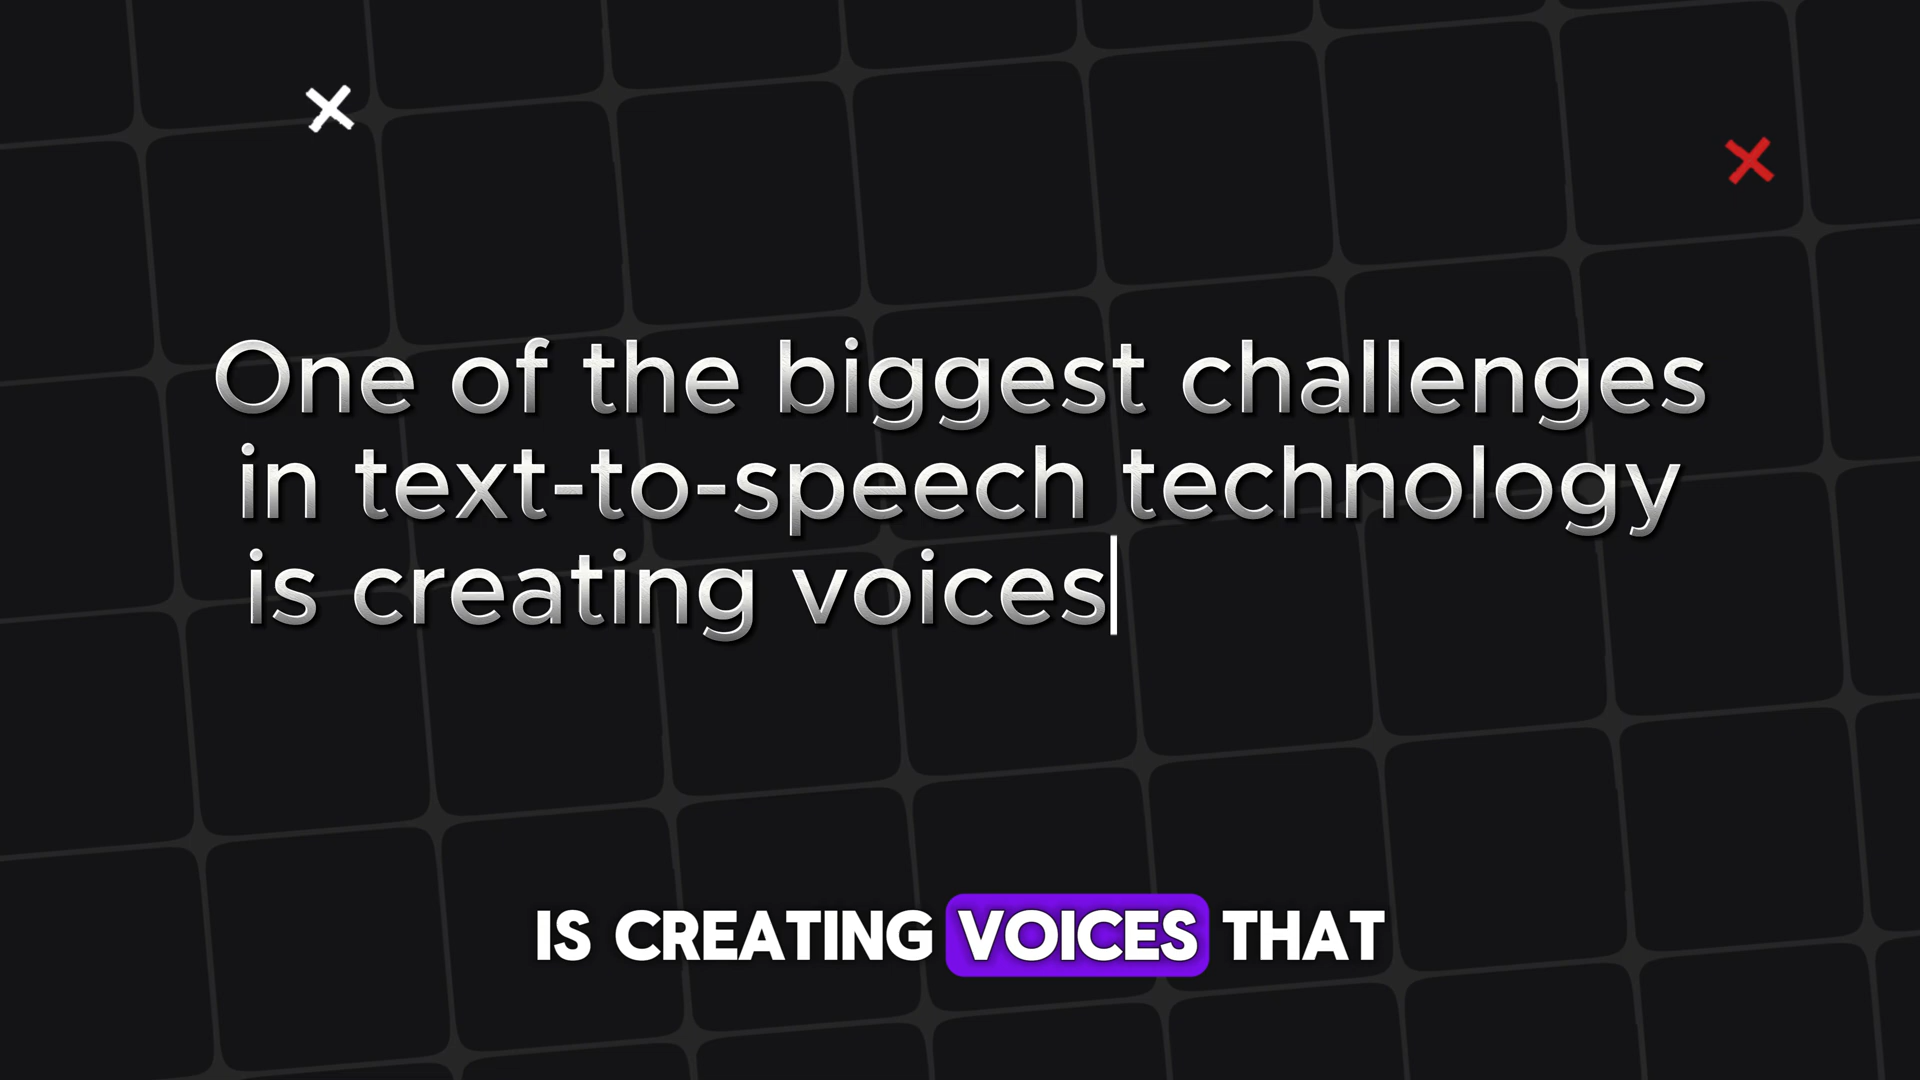 One of the biggest challenges
in text-to-speech technology
is creating voices
IS CREATING VOICES THAT